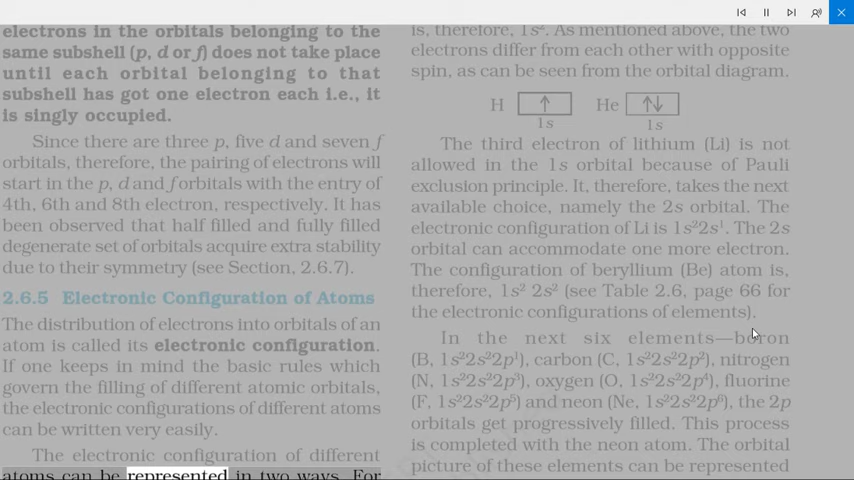 electrons in the orbitals belonging to the
same subshell (p, d or f) does not take place
until each orbital belonging to that
subshell has got one electron each i.e., it
is singly occupied.
Since there are three p, five d and seven f
orbitals, therefore, the pairing of electrons will
start in the p, d and f orbitals with the entry of
4th, 6th and 8th electron, respectively. It has
been observed that half filled and fully filled
degenerate set of orbitals acquire extra stability
due to their symmetry (see Section, 2.6.7).
2.6.5 Electronic Configuration of Atoms
The distribution of electrons into orbitals of an
atom is called its electronic configuration.
If one keeps in mind the basic rules which
govern the filling of different atomic orbitals,
the electronic configurations of different atoms
can be written very easily.
The electronic configuration of different
atoms can be represented in two ways. For
is, therefore, 1s². As mentioned above, the two
electrons differ from each other with opposite
spin, as can be seen from the orbital diagram.
H ↑ He ↑↓
1s 1s
The third electron of lithium (Li) is not
allowed in the 1s orbital because of Pauli
exclusion principle. It, therefore, takes the next
available choice, namely the 2s orbital. The
electronic configuration of Li is 1s²2s¹. The 2s
orbital can accommodate one more electron.
The configuration of beryllium (Be) atom is,
therefore, 1s² 2s² (see Table 2.6, page 66 for
the electronic configurations of elements).
In the next six elements—boron
(B, 1s²2s²2p¹), carbon (C, 1s²2s²2p²), nitrogen
(N, 1s²2s²2p³), oxygen (O, 1s²2s²2p⁴), fluorine
(F, 1s²2s²2p⁵) and neon (Ne, 1s²2s²2p⁶), the 2p
orbitals get progressively filled. This process
is completed with the neon atom. The orbital
picture of these elements can be represented